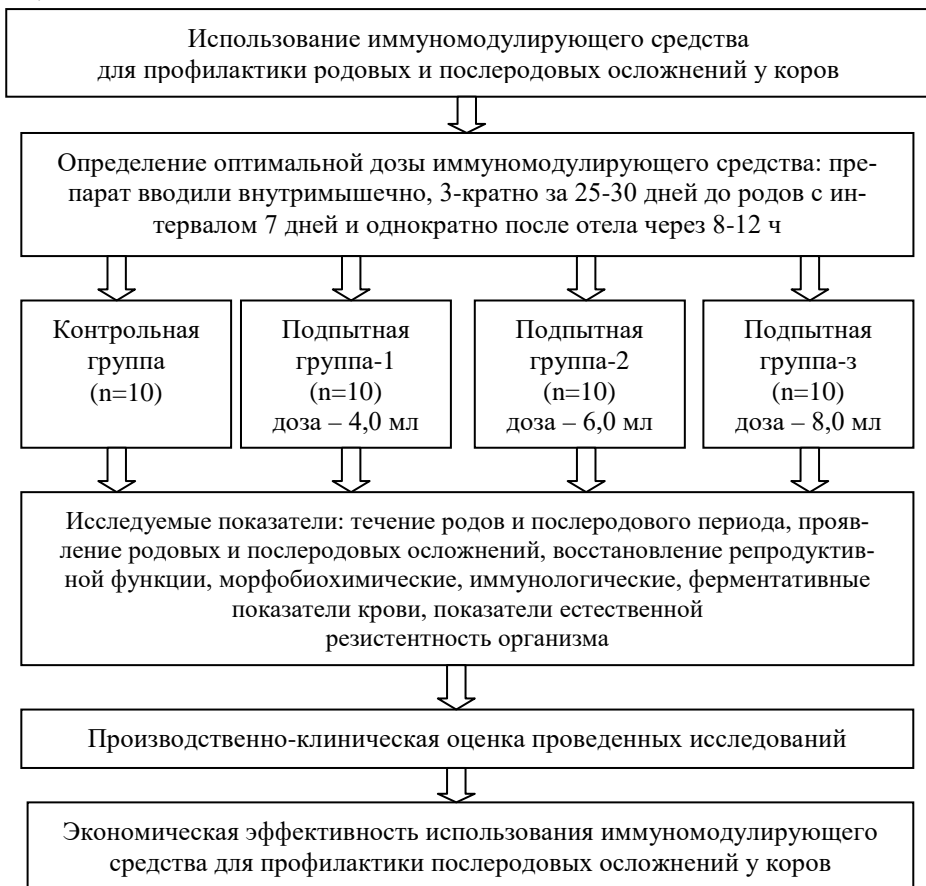 Использование иммуномодулирующего средства
для профилактики родовых и послеродовых осложнений у коров
Определение оптимальной дозы иммуномодулирующего средства: пре-
парат вводили внутримышечно, 3-кратно за 25-30 дней до родов с ин-
тервалом 7 дней и однократно после отела через 8-12 ч
Контрольная
группа
(n=10)
Подпытная
группа-1
(n=10)
доза – 4,0 мл
Подпытная
группа-2
(n=10)
доза – 6,0 мл
Подпытная
группа-з
(n=10)
доза – 8,0 мл
Исследуемые показатели: течение родов и послеродового периода, прояв-
ление родовых и послеродовых осложнений, восстановление репродуктив-
ной функции, морфобиохимические, иммунологические, ферментативные
показатели крови, показатели естественной
резистентность организма
Производственно-клиническая оценка проведенных исследований
Экономическая эффективность использования иммуномодулирующего
средства для профилактики послеродовых осложнений у коров